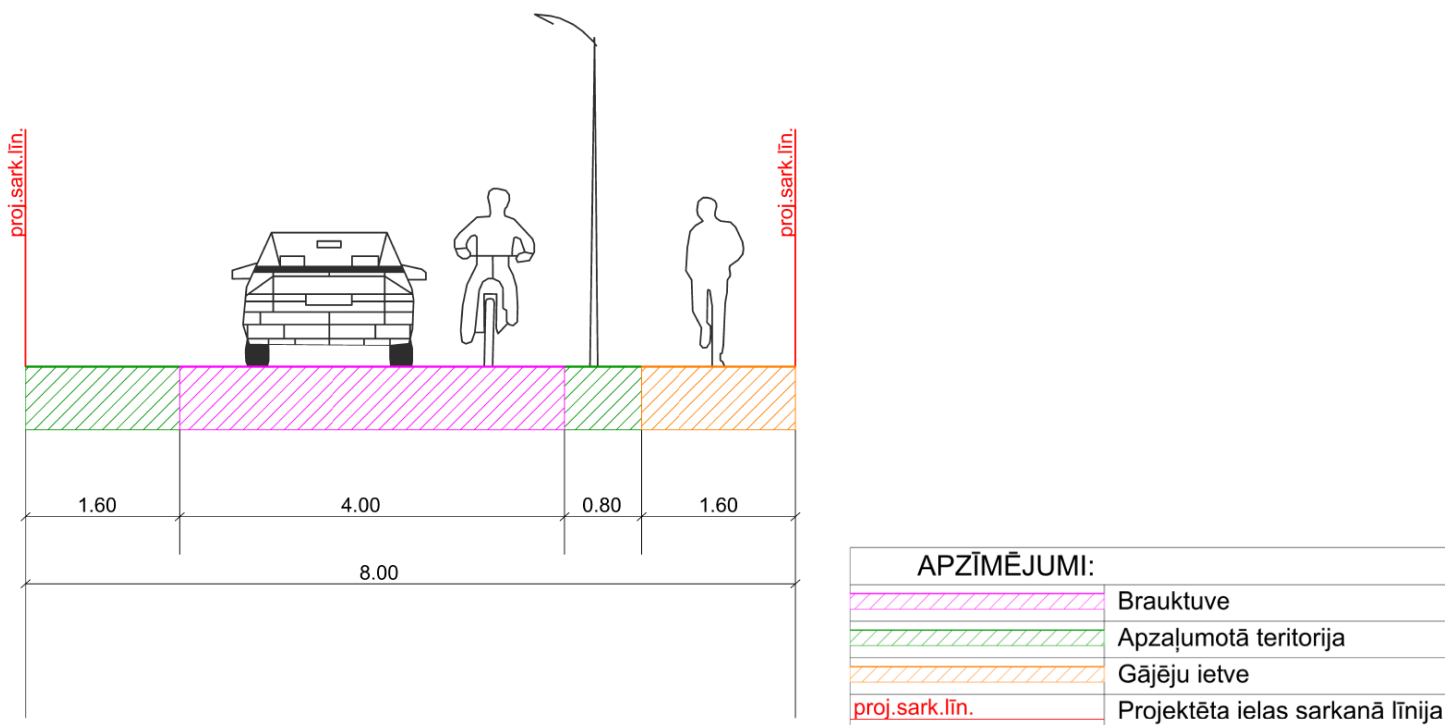 proj.sark.līn.
proj.sark.līn.
1.60
4.00
0.80
1.60
8.00
APZĪMĒJUMI:
Brauktuve
Apzaļumotā teritorija
Gājēju ietve
proj.sark.līn. Projektēta ielas sarkanā līnija